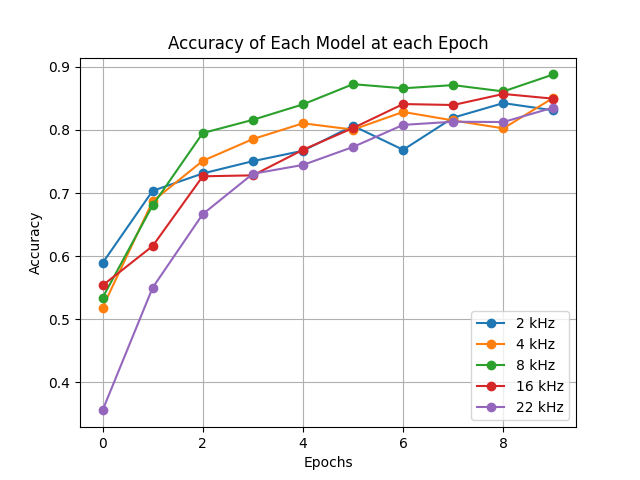 Accuracy of Each Model at each Epoch
0.9
0.8
0.7
0.6
0.5
0.4
Accuracy
0 2 4 6 8
Epochs
2 kHz
4 kHz
8 kHz
16 kHz
22 kHz